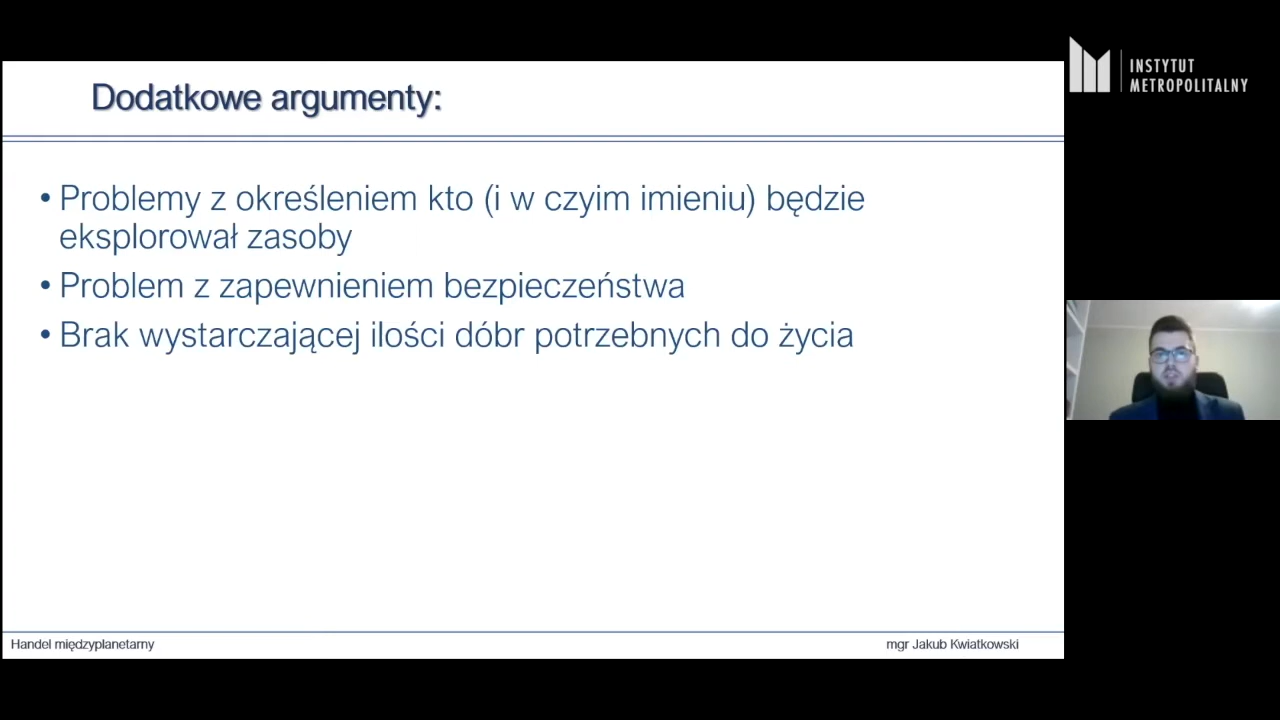 Dodatkowe argumenty:
INSTYTUT
METROPOLITALNY
• Problemy z określeniem kto (i w czyim imieniu) będzie
eksplorował zasoby
• Problem z zapewnieniem bezpieczeństwa
• Brak wystarczającej ilości dóbr potrzebnych do życia
Handel międzyplanetarny
mgr Jakub Kwiatkowski